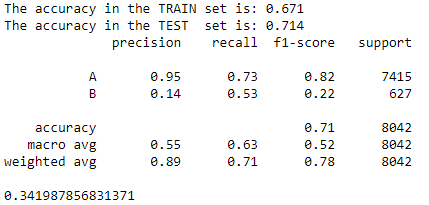 The accuracy in the TRAIN set is: 0.671
The accuracy in the TEST  set is: 0.714
              precision    recall  f1-score   support

           A       0.95      0.73      0.82      7415
           B       0.14      0.53      0.22       627

    accuracy                           0.71      8042
   macro avg       0.55      0.63      0.52      8042
weighted avg       0.89      0.71      0.78      8042

0.341987856831371